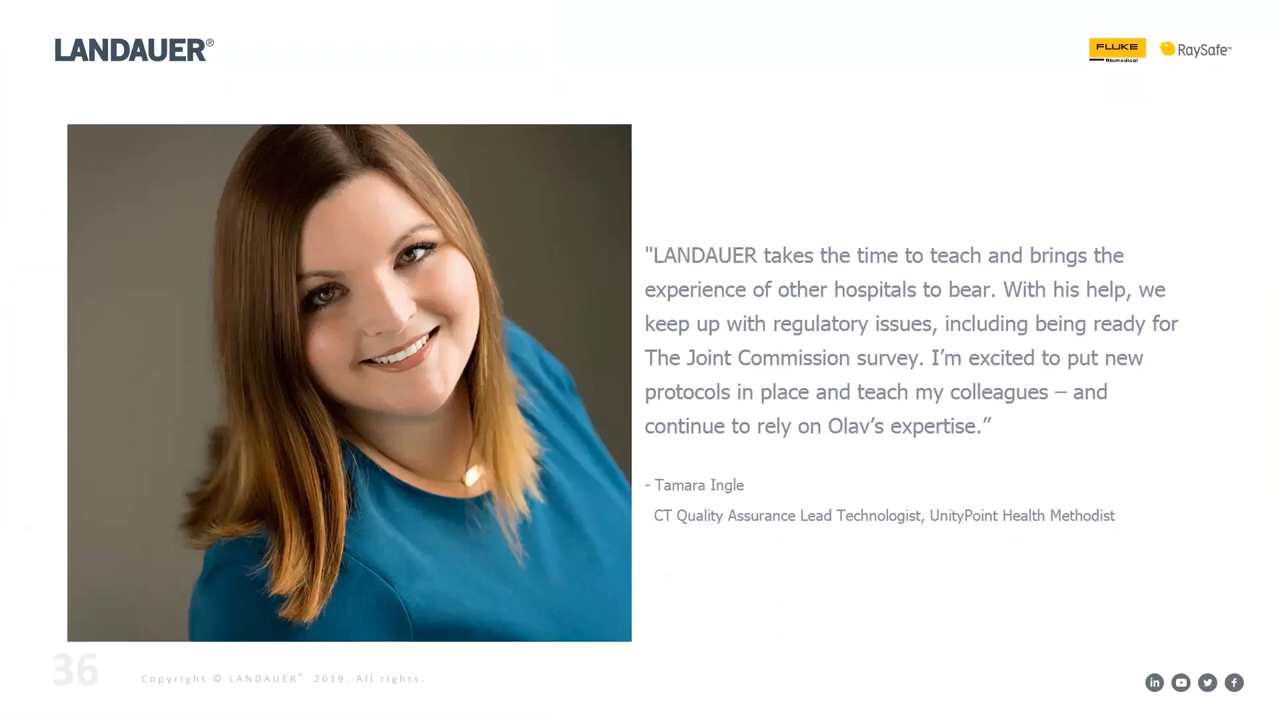 LANDAUER®
FLUKE
Biomedical
RaySafe™
"LANDAUER takes the time to teach and brings the
experience of other hospitals to bear. With his help, we
keep up with regulatory issues, including being ready for
The Joint Commission survey. I’m excited to put new
protocols in place and teach my colleagues – and
continue to rely on Olav’s expertise.”
- Tamara Ingle
CT Quality Assurance Lead Technologist, UnityPoint Health Methodist
36
Copyright © LANDAUER® 2019. All rights.